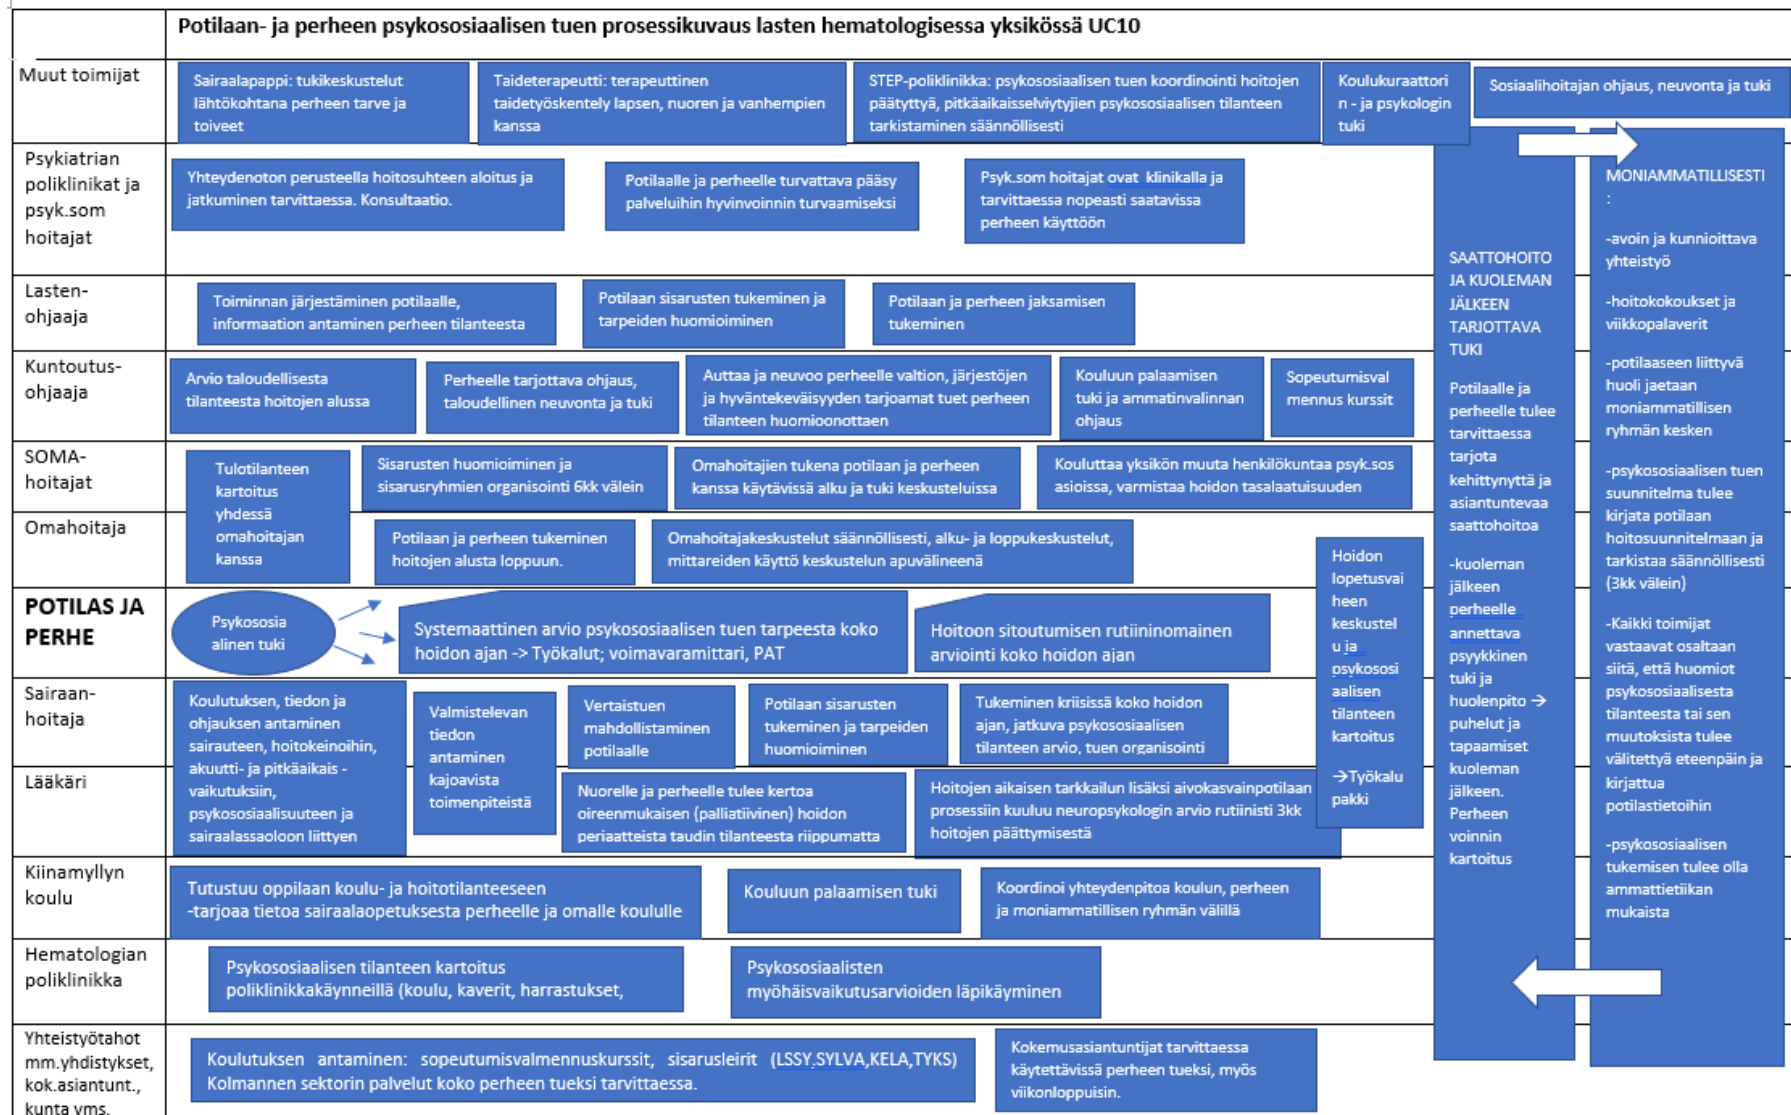 Potilaan- ja perheen psykososiaalisen tuen prosessikuvaus lasten hematologisessa yksikössä UC10
Muut toimijat
Sairaalapappi: tukikeskustelut
lähtökohtana perheen tarve ja
toiveet
Taideterapeutti: terapeuttinen
taidetyöskentely lapsen, nuoren ja vanhempien
kanssa
STEP-poliklinikka: psykososiaalisen tuen koordinointi hoitojen
päätyttyä, pitkäaikaisselviytyjien psykososiaalisen tilanteen
tarkistaminen säännöllisesti
Koulukuraattori
n - ja psykologin
tuki
Sosiaalihoitajan ohjaus, neuvonta ja tuki
Psykiatrian
poliklinikat ja
psyk.som
hoitajat
Yhteydenoton perusteella hoitosuhteen aloitus ja
jatkuminen tarvittaessa. Konsultaatio.
Potilaalle ja perheelle turvattava pääsy
palveluihin hyvinvoinnin turvaamiseksi
Psyk.som hoitajat ovat  klinikalla ja
tarvittaessa nopeasti saatavissa
perheen käyttöön
Lasten-
ohjaaja
Toiminnan järjestäminen potilaalle,
informaation antaminen perheen tilanteesta
Potilaan sisarusten tukeminen ja
tarpeiden huomioiminen
Potilaan ja perheen jaksamisen
tukeminen
Kuntoutus-
ohjaaja
Arvio taloudellisesta
tilanteesta hoitojen alussa
Perheelle tarjottava ohjaus,
taloudellinen neuvonta ja tuki
Auttaa ja neuvoo perheelle valtion, järjestöjen
ja hyväntekeväisyyden tarjoamat tuet perheen
tilanteen huomioonottaen
Kouluun palaamisen
tuki ja ammatinvalinnan
ohjaus
Sopeutumisval
mennus kurssit
SOMA-
hoitajat
Tulotilanteen
kartoitus
yhdessä
omahoitajan
kanssa
Sisarusten huomioiminen ja
sisarusryhmien organisointi 6kk välein
Omahoitajien tukena potilaan ja perheen
kanssa käytävissä alku ja tuki keskusteluissa
Kouluttaa yksikön muuta henkilökuntaa psyk.sos
asioissa, varmistaa hoidon tasalaatuisuuden
Omahoitaja
Potilaan ja perheen tukeminen
hoitojen alusta loppuun.
Omahoitajakeskustelut säännöllisesti, alku- ja loppukeskustelut,
mittareiden käyttö keskustelun apuvälineenä
POTILAS JA
PERHE
Psykososia
alinen tuki
Systemaattinen arvio psykososiaalisen tuen tarpeesta koko
hoidon ajan -> Työkalut; voimavaramittari, PAT
Hoitoon sitoutumisen rutiininomainen
arviointi koko hoidon ajan
Hoidon
lopetusvai
heen
keskustel
u ja
psykososi
aalisen
tilanteen
kartoitus
→Työkalu
pakki
Sairaan-
hoitaja
Koulutuksen, tiedon ja
ohjauksen antaminen
sairauteen, hoitokeinoihin,
akuutti- ja pitkäaikais -
vaikutuksiin,
psykososiaalisuuteen ja
sairaalassaoloon liittyen
Valmistelevan
tiedon
antaminen
kajoavista
toimenpiteistä
Vertaistuen
mahdollistaminen
potilaalle
Potilaan sisarusten
tukeminen ja tarpeiden
huomioiminen
Tukeminen kriisissä koko hoidon
ajan, jatkuva psykososiaalisen
tilanteen arvio, tuen organisointi
Lääkäri
Nuorelle ja perheelle tulee kertoa
oireenmukaisen (palliatiivinen) hoidon
periaatteista taudin tilanteesta riippumatta
Hoitojen aikaisen tarkkailun lisäksi aivokasvainpotilaan
prosessiin kuuluu neuropsykologin arvio rutiinisti 3kk
hoitojen päättymisestä
Kiinamyllyn
koulu
Tutustuu oppilaan koulu- ja hoitotilanteeseen
-tarjoaa tietoa sairaalaopetuksesta perheelle ja omalle koululle
Kouluun palaamisen tuki
Koordinoi yhteydenpitoa koulun, perheen
ja moniammatillisen ryhmän välillä
Hematologian
poliklinikka
Psykososiaalisen tilanteen kartoitus
poliklinikkakäynneillä (koulu, kaverit, harrastukset,
Psykososiaalisten
myöhäisvaikutusarvioiden läpikäyminen
Yhteistyötahot
mm.yhdistykset,
kok.asiantunt.,
kunta yms.
Koulutuksen antaminen: sopeutumisvalmennuskurssit, sisarusleirit (LSSY,SYLVA,KELA,TYKS)
Kolmannen sektorin palvelut koko perheen tueksi tarvittaessa.
Kokemusasiantuntijat tarvittaessa
käytettävissä perheen tueksi, myös
viikonloppuisin.
SAATTOHOITO
JA KUOLEMAN
JÄLKEEN
TARJOTTAVA
TUKI
Potilaalle ja
perheelle tulee
tarvittaessa
tarjota
kehittynyttä ja
asiantuntevaa
saattohoitoa
-kuoleman
jälkeen
perheelle
annettava
psyykkinen
tuki ja
huolenpito →
puhelut ja
tapaamiset
kuoleman
jälkeen.
Perheen
voinnin
kartoitus
MONIAMMATILLISESTI
:
-avoin ja kunnioittava
yhteistyö
-hoitokokoukset ja
viikkopalaverit
-potilaaseen liittyvä
huoli jaetaan
moniammatillisen
ryhmän kesken
-psykososiaalisen tuen
suunnitelma tulee
kirjata potilaan
hoitosuunnitelmaan ja
tarkistaa säännöllisesti
(3kk välein)
-Kaikki toimijat
vastaavat osaltaan
siitä, että huomiot
psykososiaalisesta
tilanteesta tai sen
muutoksista tulee
välitettyä eteenpäin ja
kirjattua
potilastietoihin
-psykososiaalisen
tukemisen tulee olla
ammattietiikan
mukaista